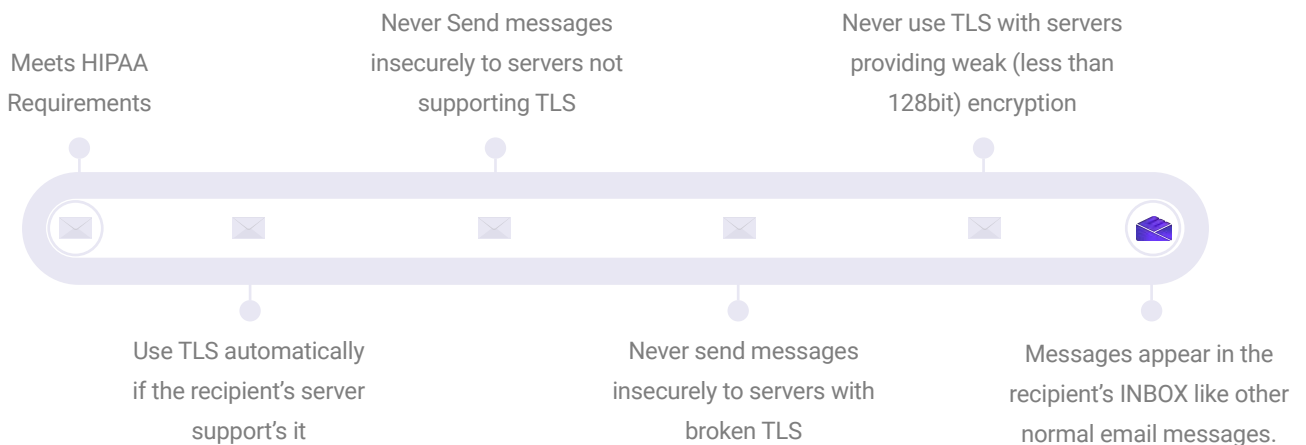 Meets HIPAA
Requirements
Use TLS automatically
if the recipient’s server
support’s it
Never Send messages
insecurely to servers not
supporting TLS
Never send messages
insecurely to servers with
broken TLS
Never use TLS with servers
providing weak (less than
128bit) encryption
Messages appear in the
recipient’s INBOX like other
normal email messages.